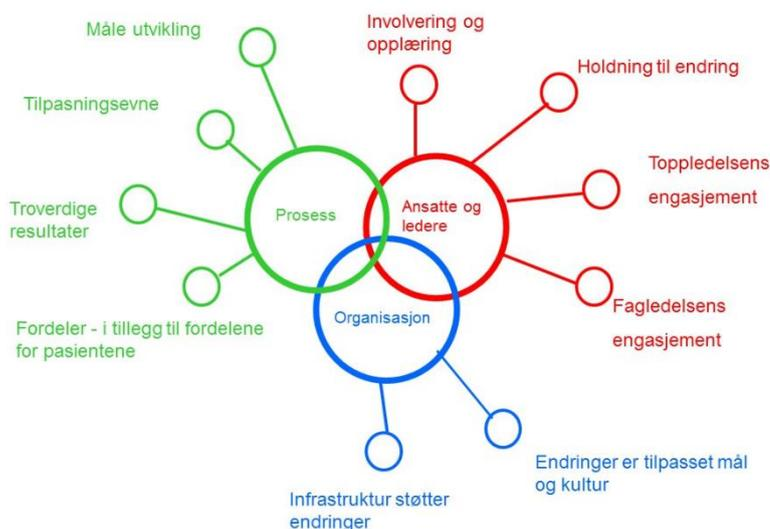 Måle utvikling
Tilpasningsevne
Troverdige
resultater
Fordeler - i tillegg til fordelene
for pasientene
Prosess
Involvering og
opplæring
Holdning til endring
Toppledelsens
engasjement
Fagledelsens
engasjement
Ansatte og
ledere
Organisasjon
Infrastruktur støtter
endringer
Endringer er tilpasset mål
og kultur